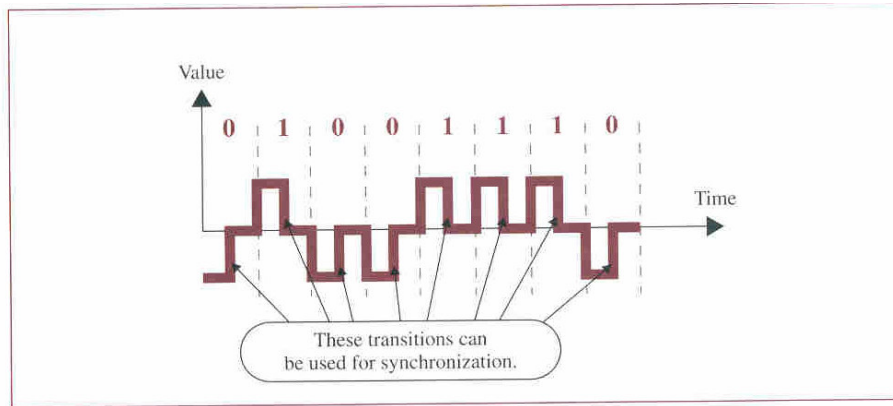 Value
0 1 0 0 1 1 1 0
Time
These transitions can
be used for synchronization.